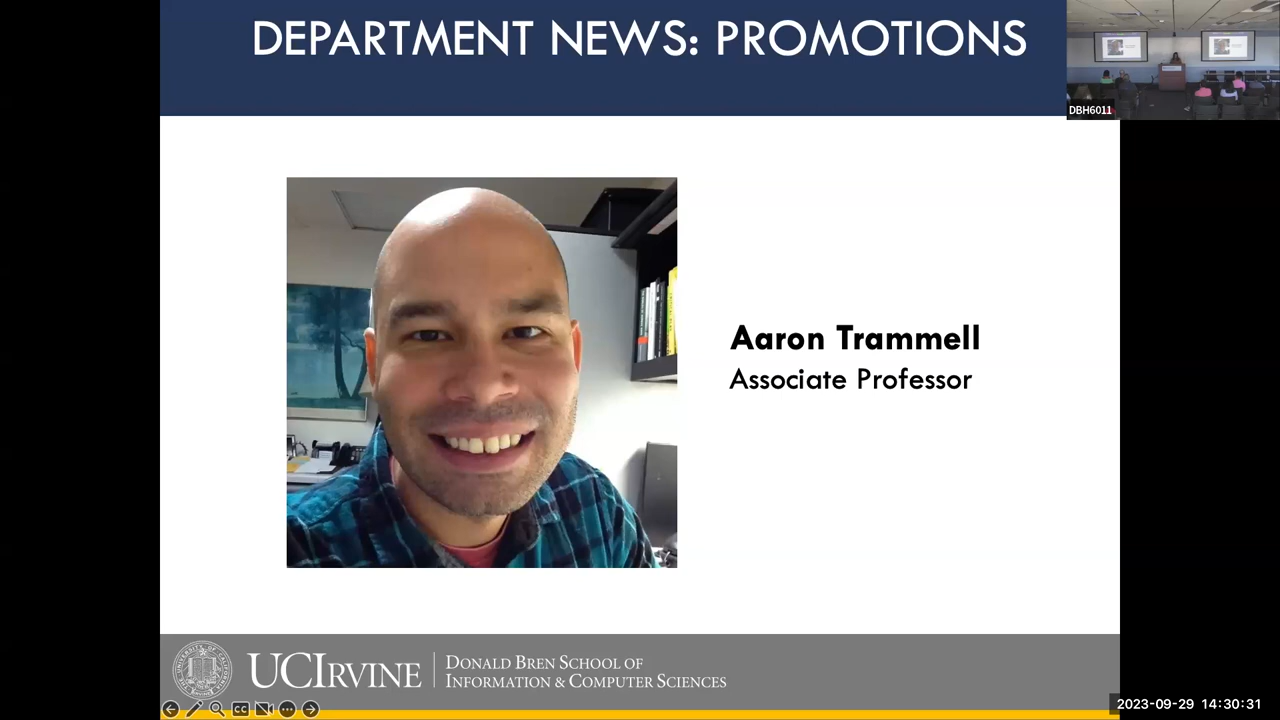 DEPARTMENT NEWS: PROMOTIONS
DBH6011
Aaron Trammell
Associate Professor
UCIRVINE
DONALD BREN SCHOOL OF
INFORMATION & COMPUTER SCIENCES
CC
2023-09-29 14:30:31